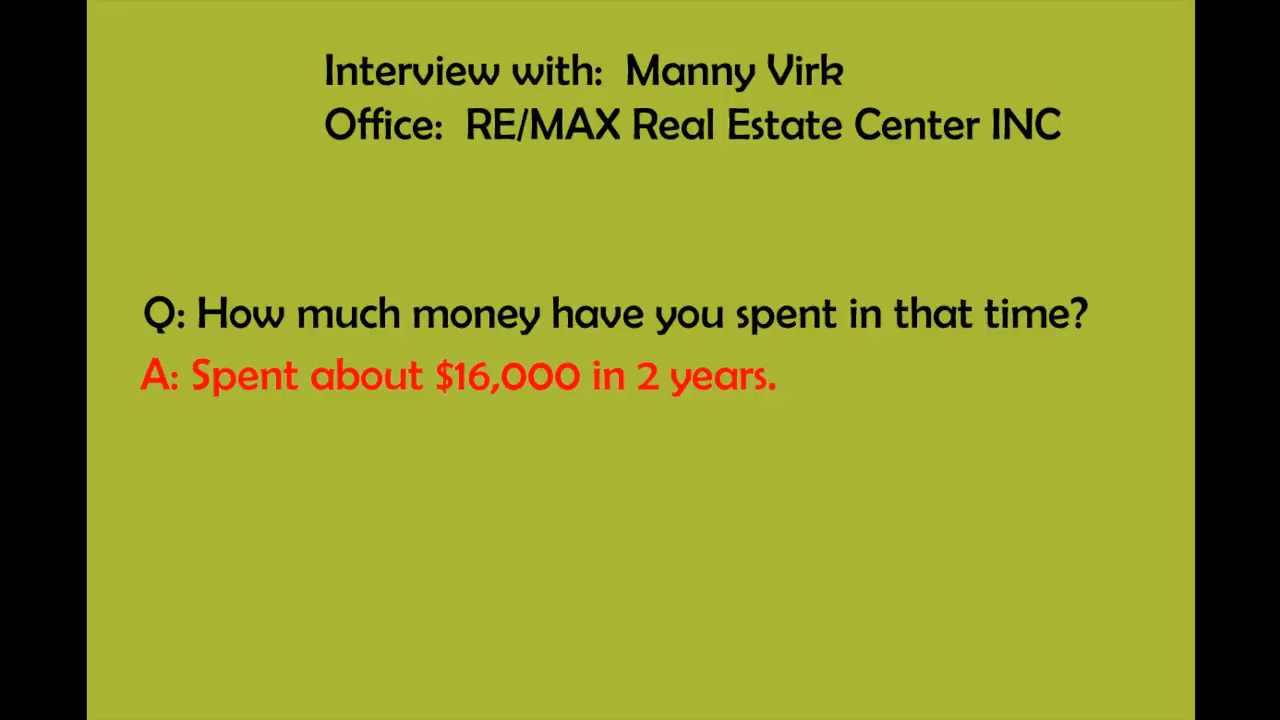 Interview with: Manny Virk
Office: RE/MAX Real Estate Center INC
Q: How much money have you spent in that time?
A: Spent about $16,000 in 2 years.